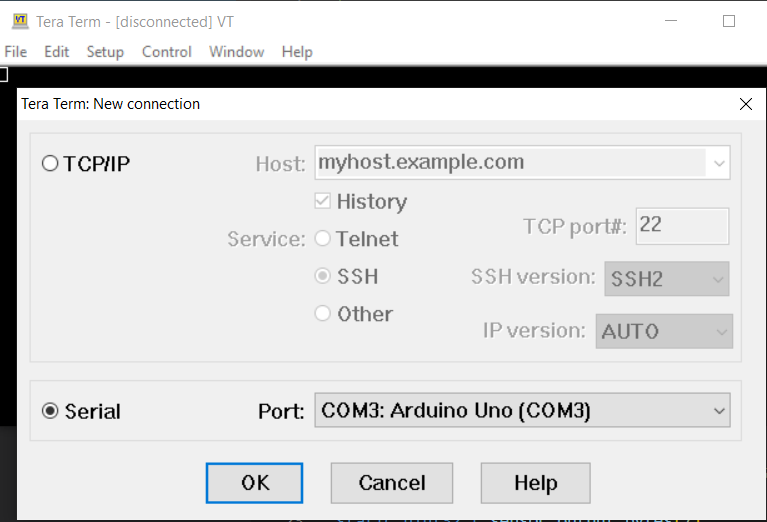 Tera Term - [disconnected] VT
File Edit Setup Control Window Help
Tera Term: New connection
TCP/IP Host: myhost.example.com
History
Service: Telnet TCP port#: 22
SSH SSH version: SSH2
Other IP version: AUTO
Serial Port: COM3: Arduino Uno (COM3)
OK Cancel Help